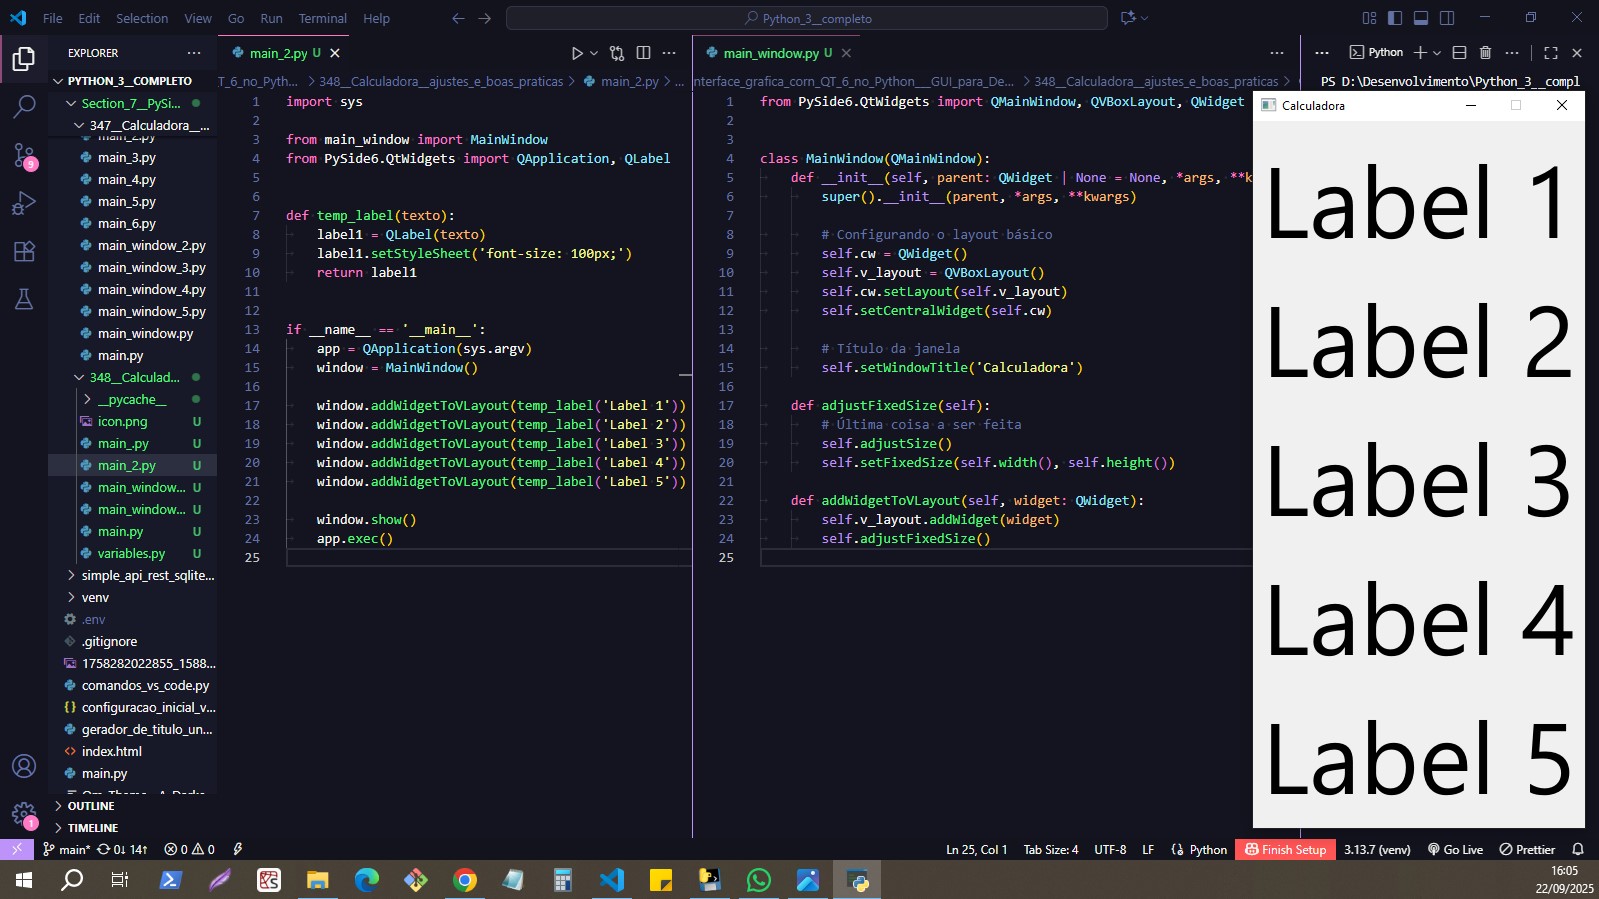 File Edit Selection View Go Run Terminal Help
Python_3__completo
EXPLORER
PYTHON_3__COMPLETO
Section_7__PySi...
347__Calculadora__...
main_2.py
main_3.py
main_4.py
main_5.py
main_6.py
main_window_2.py
main_window_3.py
main_window_4.py
main_window_5.py
main_window.py
main.py
348__Calculad...
__pycache__
icon.png U
main_.py U
main_2.py U
main_window... U
main_window... U
main.py U
variables.py U
simple_api_rest_sqlite...
venv
.env
.gitignore
1758282022855_1588...
comandos_vs_code.py
configuracao_inicial_v...
gerador_de_titulo_un...
index.html
main.py
OUTLINE
TIMELINE
main_2.py U
T_6_no_Pyth... > 348__Calculadora__ajustes_e_boas_praticas > main_2.py > ...
1 import sys
2
3 from main_window import MainWindow
4 from PySide6.QtWidgets import QApplication, QLabel
5
6
7 def temp_label(texto):
8 label1 = QLabel(texto)
9 label1.setStyleSheet('font-size: 100px;')
10 return label1
11
12
13 if __name__ == '__main__':
14 app = QApplication(sys.argv)
15 window = MainWindow()
16
17 window.addWidgetToVLayout(temp_label('Label 1'))
18 window.addWidgetToVLayout(temp_label('Label 2'))
19 window.addWidgetToVLayout(temp_label('Label 3'))
20 window.addWidgetToVLayout(temp_label('Label 4'))
21 window.addWidgetToVLayout(temp_label('Label 5'))
22
23 window.show()
24 app.exec()
25
main_window.py U
nterface_grafica_com_QT_6_no_Python__GUI_para_De... > 348__Calculadora__ajustes_e_boas_praticas >
1 from PySide6.QtWidgets import QMainWindow, QVBoxLayout, QWidget
2
3
4 class MainWindow(QMainWindow):
5 def __init__(self, parent: QWidget | None = None, *args, **k
6 super().__init__(parent, *args, **kwargs)
7
8 # Configurando o layout básico
9 self.cw = QWidget()
10 self.v_layout = QVBoxLayout()
11 self.cw.setLayout(self.v_layout)
12 self.setCentralWidget(self.cw)
13
14 # Título da janela
15 self.setWindowTitle('Calculadora')
16
17 def adjustFixedSize(self):
18 # Última coisa a ser feita
19 self.adjustSize()
20 self.setFixedSize(self.width(), self.height())
21
22 def addWidgetToVLayout(self, widget: QWidget):
23 self.v_layout.addWidget(widget)
24 self.adjustFixedSize()
25
Python
PS D:\Desenvolvimento\Python_3__compl
Calculadora
Label 1
Label 2
Label 3
Label 4
Label 5
9
1
main* 0↓ 14↑ 0 0
Ln 25, Col 1 Tab Size: 4 UTF-8 LF Python Finish Setup 3.13.7 (venv) Go Live Prettier
16:05
22/09/2025